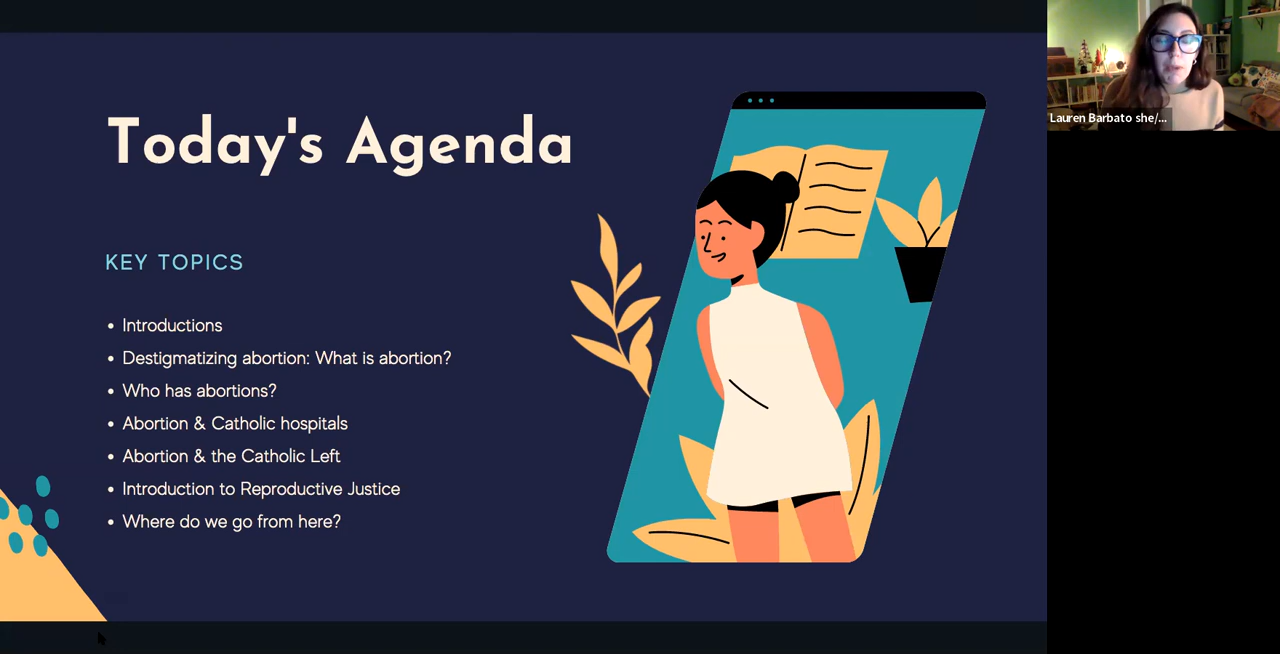 Today's Agenda
KEY TOPICS
• Introductions
• Destigmatizing abortion: What is abortion?
• Who has abortions?
• Abortion & Catholic hospitals
• Abortion & the Catholic Left
• Introduction to Reproductive Justice
• Where do we go from here?
Lauren Barbato she/...